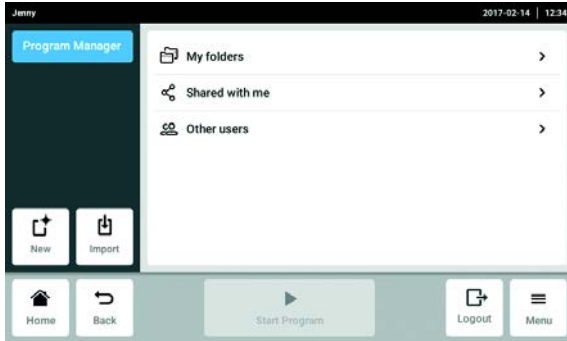 Jenny 2017-02-14 | 12:34
Program Manager
My folders
Shared with me
Other users
New Import
Home Back Start Program Logout Menu